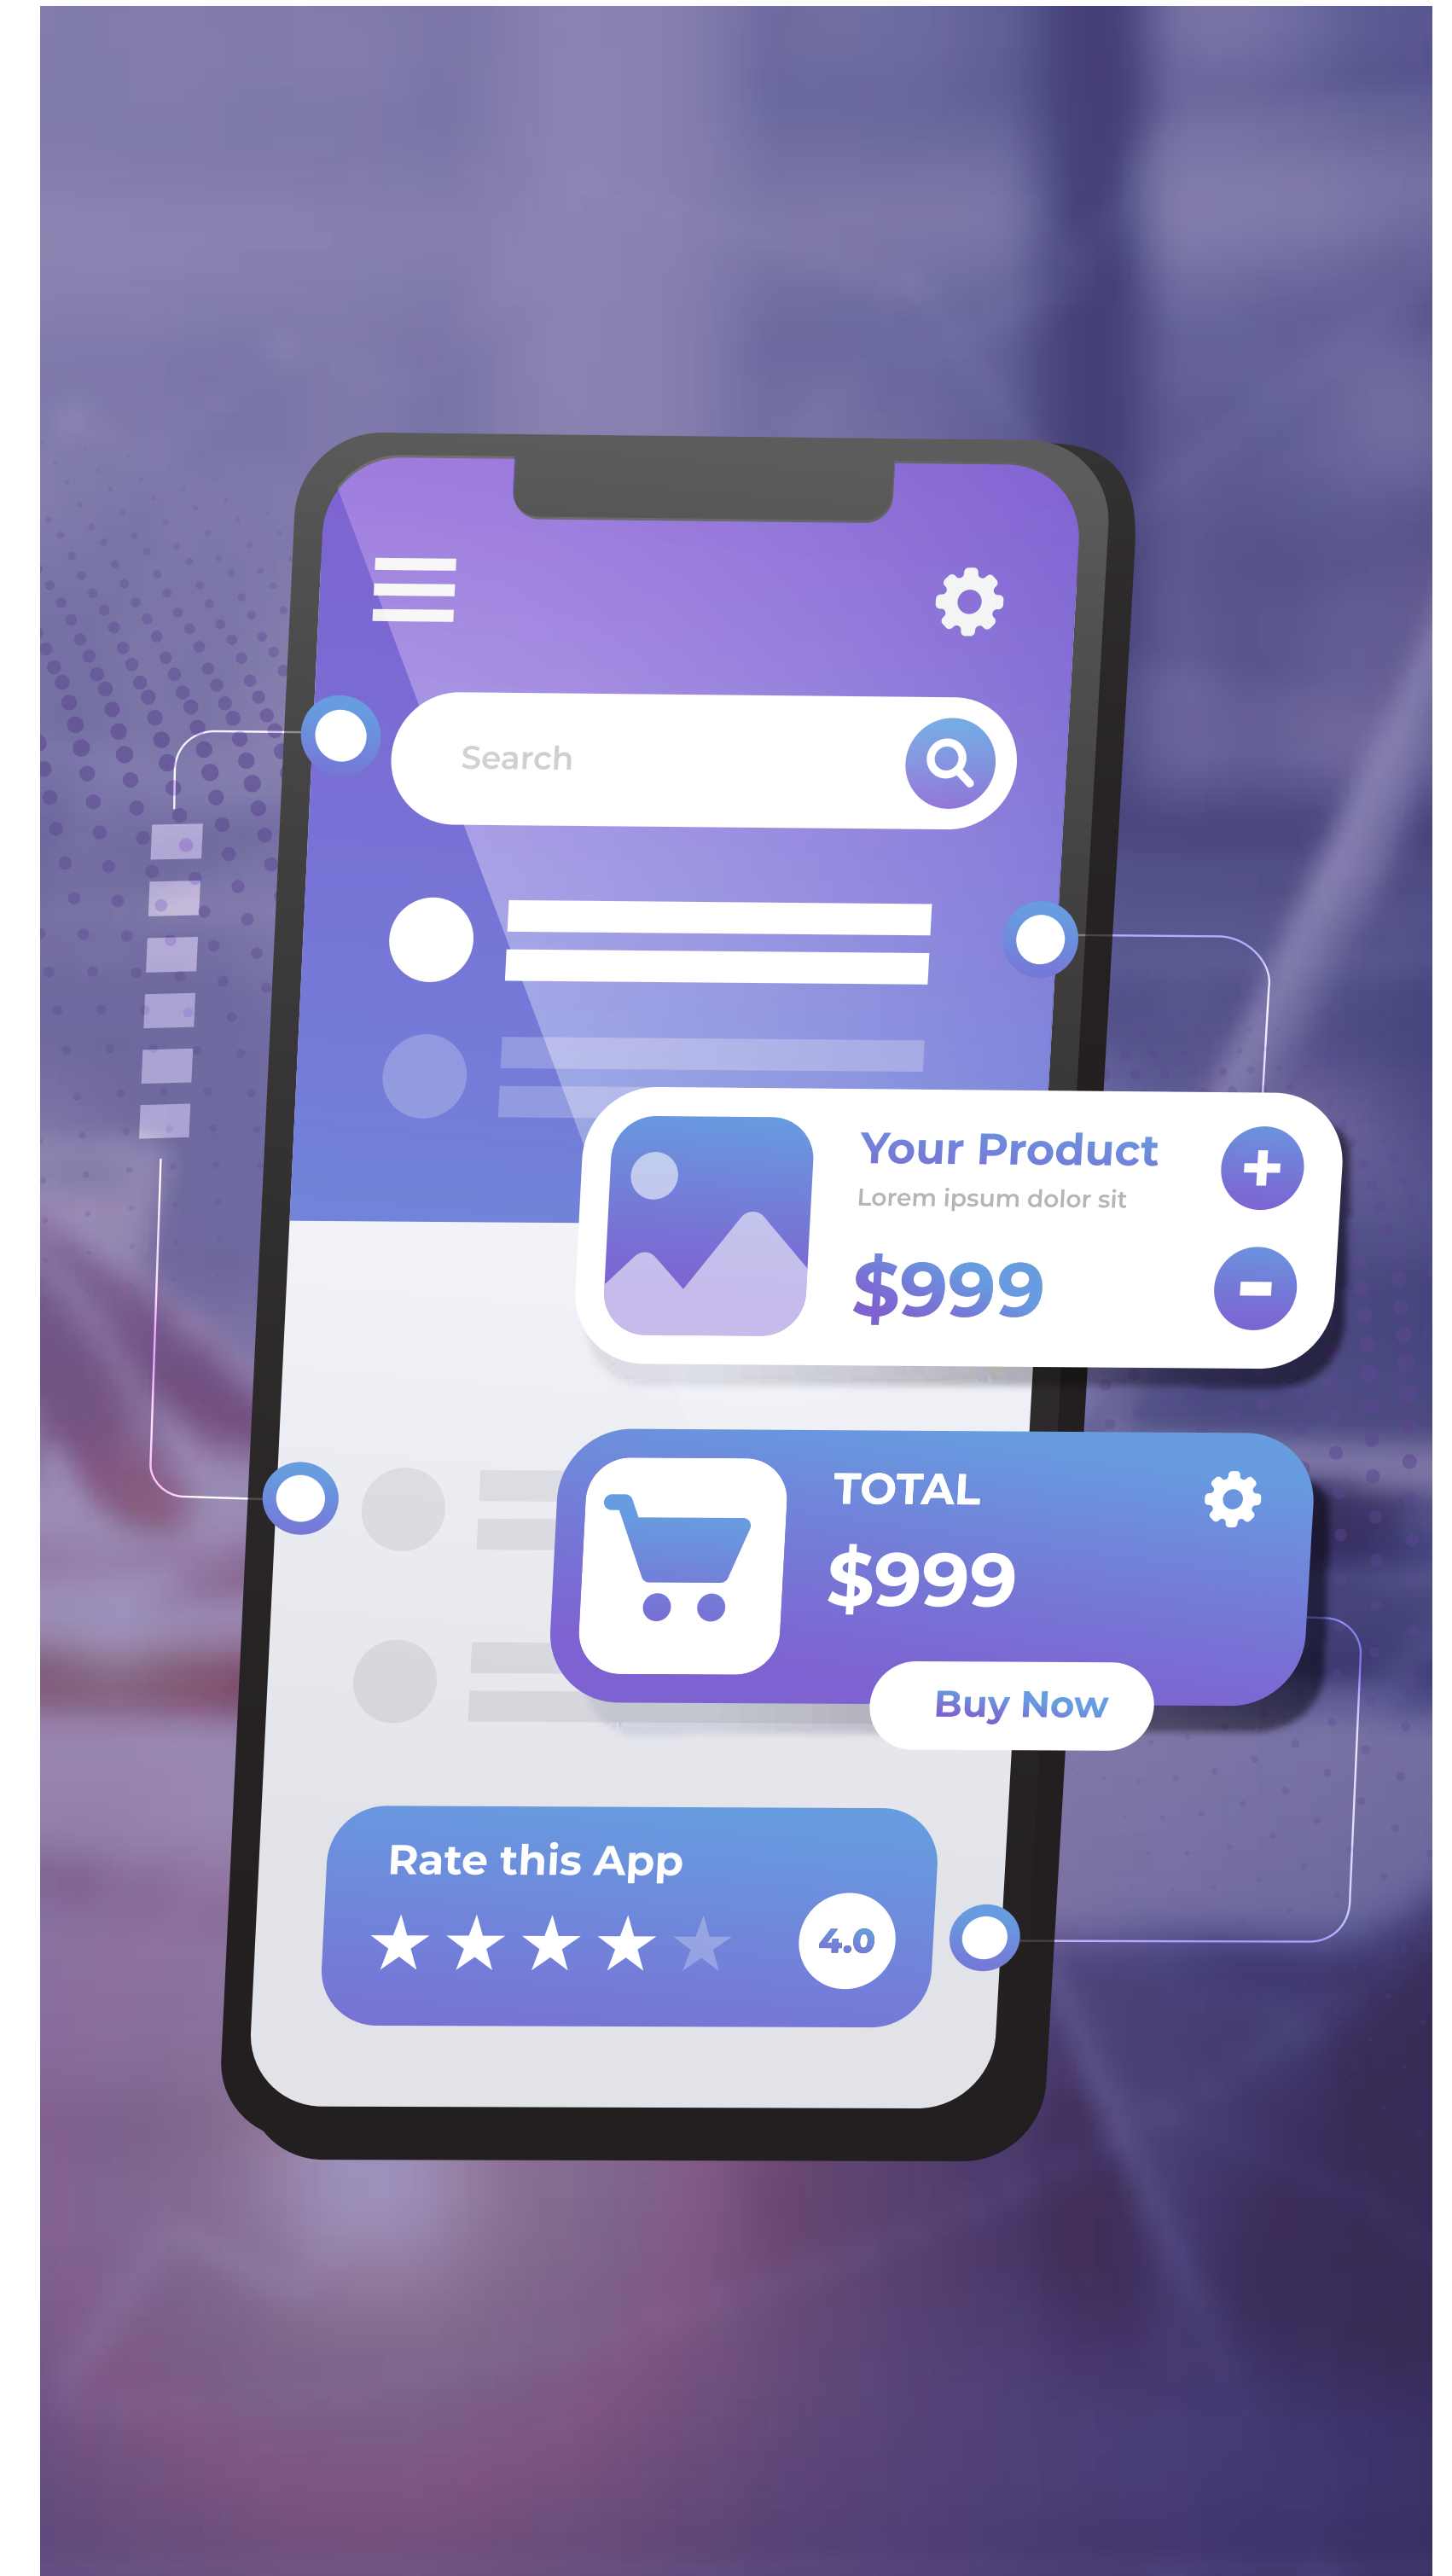 Search
Your Product
Lorem ipsum dolor sit
$999
TOTAL
$999
Buy Now
Rate this App
4.0